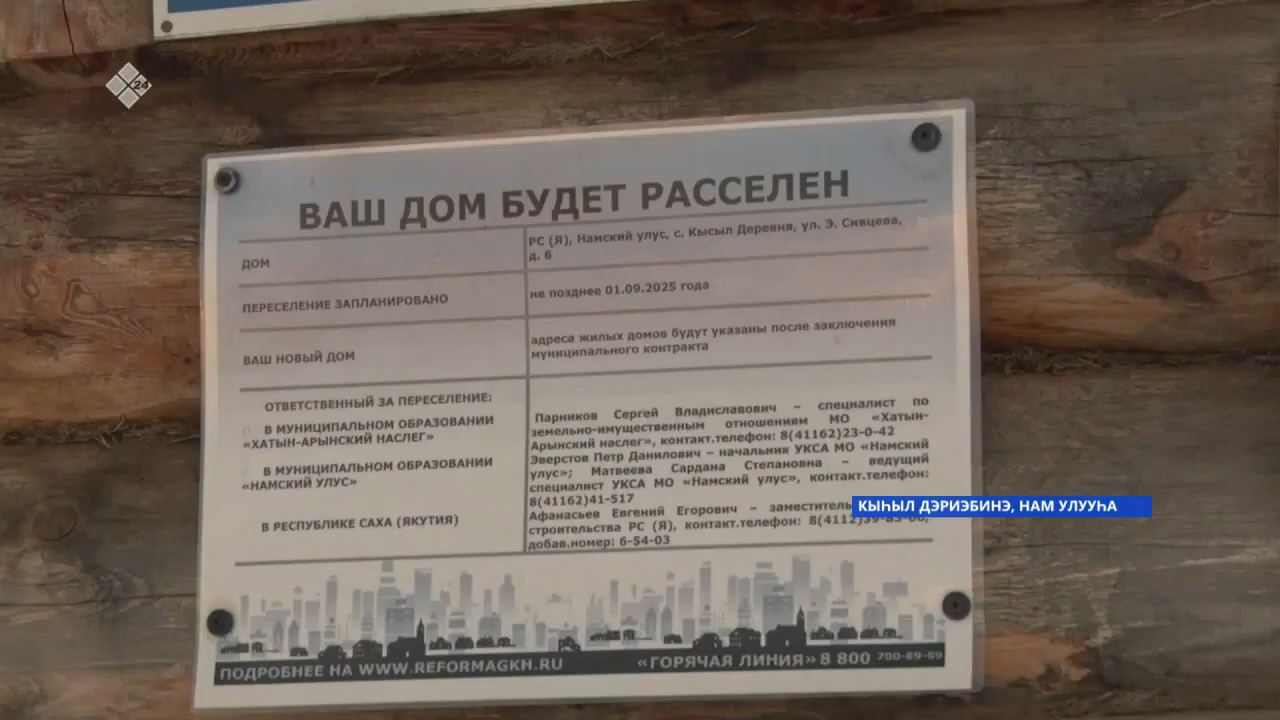 24
ВАШ ДОМ БУДЕТ РАССЕЛЕН
ДОМ
РС (Я), Намский улус, с. Кысыл Деревня, ул. Э. Сивцева,
д. 6
ПЕРЕСЕЛЕНИЕ ЗАПЛАНИРОВАНО
не позднее 01.09.2025 года
ВАШ НОВЫЙ ДОМ
адреса жилых домов будут указаны после заключения
муниципального контракта
ОТВЕТСТВЕННЫЙ ЗА ПЕРЕСЕЛЕНИЕ:
В МУНИЦИПАЛЬНОМ ОБРАЗОВАНИИ
«ХАТЫН-АРЫНСКИЙ НАСЛЕГ»
В МУНИЦИПАЛЬНОМ ОБРАЗОВАНИИ
«НАМСКИЙ УЛУС»
В РЕСПУБЛИКЕ САХА (ЯКУТИЯ)
Парников Сергей Владиславович – специалист по
земельно-имущественным отношениям МО «Хатын-
Арынский наслег», контакт.телефон: 8(41162)23-0-42
Эверстов Петр Данилович – начальник УКСА МО «Намский
улус»; Матвеева Сардана Степановна – ведущий
специалист УКСА МО «Намский улус», контакт.телефон:
8(41162)41-517
Афанасьев Евгений Егорович – заместитель
строительства РС (Я), контакт.телефон:
добав.номер: 6-54-03
ПОДРОБНЕЕ НА WWW.REFORMAGKH.RU
«ГОРЯЧАЯ ЛИНИЯ» 8 800 700-89-89
КЫҺЫЛ ДЭРИЭБИНЭ, НАМ УЛУУҺА